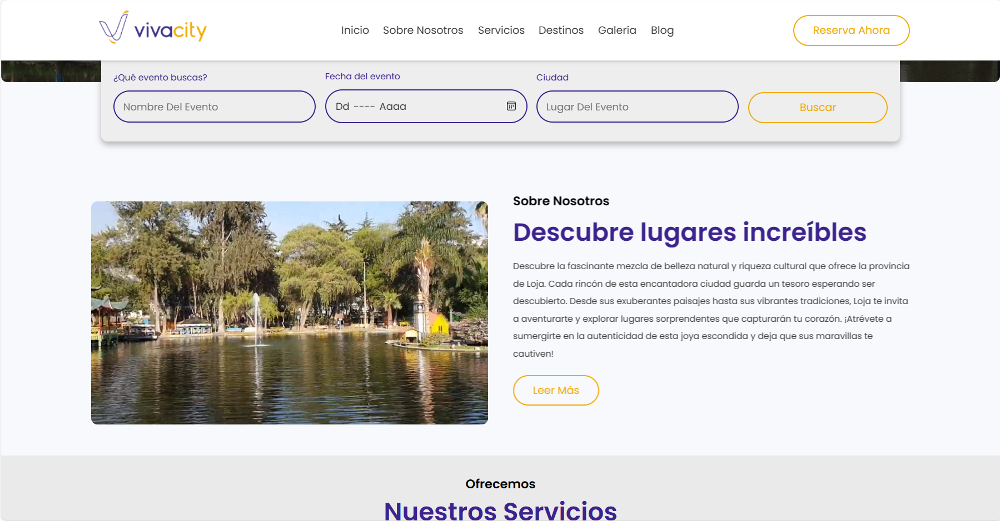 vivacity
Inicio Sobre Nosotros Servicios Destinos Galería Blog
Reserva Ahora
¿Qué evento buscas?
Nombre Del Evento
Fecha del evento
Dd ---- Aaaa
Ciudad
Lugar Del Evento
Buscar
Sobre Nosotros
Descubre lugares increíbles
Descubre la fascinante mezcla de belleza natural y riqueza cultural que ofrece la provincia
de Loja. Cada rincón de esta encantadora ciudad guarda un tesoro esperando ser
descubierto. Desde sus exuberantes paisajes hasta sus vibrantes tradiciones, Loja te invita
a aventurarte y explorar lugares sorprendentes que capturarán tu corazón. ¡Atrévete a
sumergirte en la autenticidad de esta joya escondida y deja que sus maravillas te
cautiven!
Leer Más
Ofrecemos
Nuestros Servicios